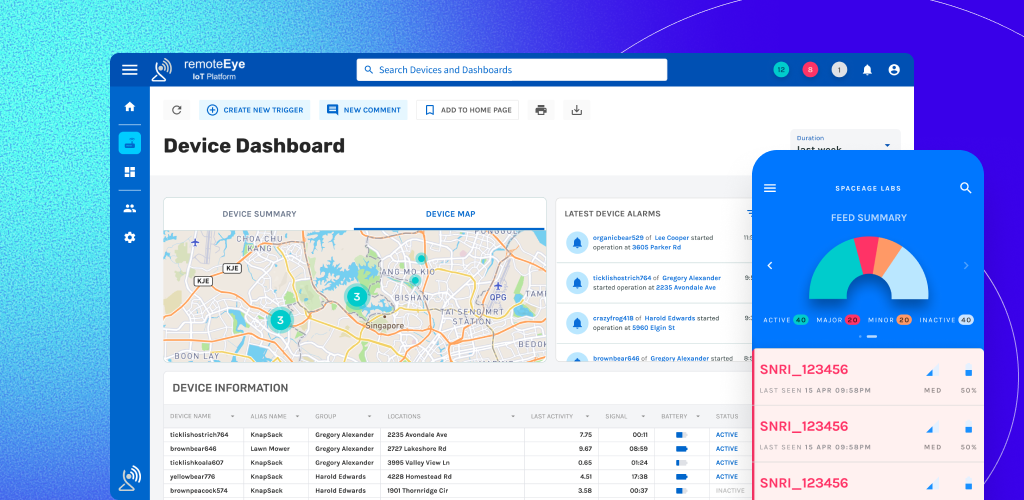 remoteEye
IoT Platform
Search Devices and Dashboards
12
8
1
CREATE NEW TRIGGER
NEW COMMENT
ADD TO HOME PAGE
Device Dashboard
Duration
last week
DEVICE SUMMARY
DEVICE MAP
CHOA CHU
KANG
KJE
KJE
ANG MO KIO
BISHAN
QPG
TAI SENG MRT
STATION
Singapore
BOON LAY
3
3
LATEST DEVICE ALARMS
organicbear529 of Lee Cooper started
operation at 3605 Parker Rd
ticklishostrich764 of Gregory Alexander
started operation at 2235 Avondale Ave
crazyfrog418 of Harold Edwards started
operation at 5960 Elgin St
brownbear646 of Gregory Alexander started
DEVICE INFORMATION
DEVICE NAME ALIAS NAME GROUP LOCATIONS LAST ACTIVITY SIGNAL BATTERY STATUS
ticklishostrich764 KnapSack Gregory Alexander 2235 Avondale Ave 7.75 00:11 ACTIVE
brownbear646 Lawn Mower Gregory Alexander 2727 Lakeshore Rd 9.67 08:59 ACTIVE
ticklishkoala607 KnapSack Gregory Alexander 3995 Valley View Ln 0.65 01:24 ACTIVE
yellowbear776 KnapSack Harold Edwards 4228 Homestead Rd 4.51 17:38 ACTIVE
brownpeacock574 KnapSack Harold Edwards 1901 Thornridge Cir 3.58 00:37 INACTIVE
SPACEAGE LABS
FEED SUMMARY
ACTIVE 40 MAJOR 20 MINOR 20 INACTIVE 40
SNRI_123456
LAST SEEN 15 APR 09:58PM MED 50%
SNRI_123456
LAST SEEN 15 APR 09:58PM MED 50%
SNRI_123456